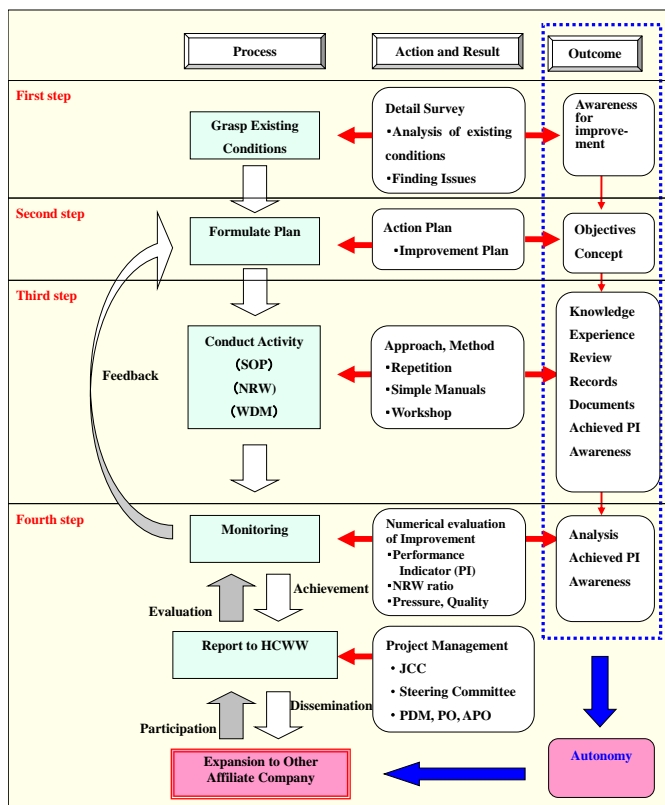 Process
Action and Result
Outcome
First step
Grasp Existing
Conditions
Detail Survey
・Analysis of existing
conditions
・Finding Issues
Awareness
for
improve-
ment
Second step
Formulate Plan
Action Plan
・Improvement Plan
Objectives
Concept
Third step
Feedback
Conduct Activity
(SOP)
(NRW)
(WDM)
Approach, Method
・Repetition
・Simple Manuals
・Workshop
Knowledge
Experience
Review
Records
Documents
Achieved PI
Awareness
Fourth step
Monitoring
Numerical evaluation
of Improvement
・Performance
Indicator (PI)
・NRW ratio
・Pressure, Quality
Analysis
Achieved PI
Awareness
Achievement
Evaluation
Report to HCWW
Project Management
・JCC
・Steering Committee
・PDM, PO, APO
Dissemination
Participation
Expansion to Other
Affiliate Company
Autonomy